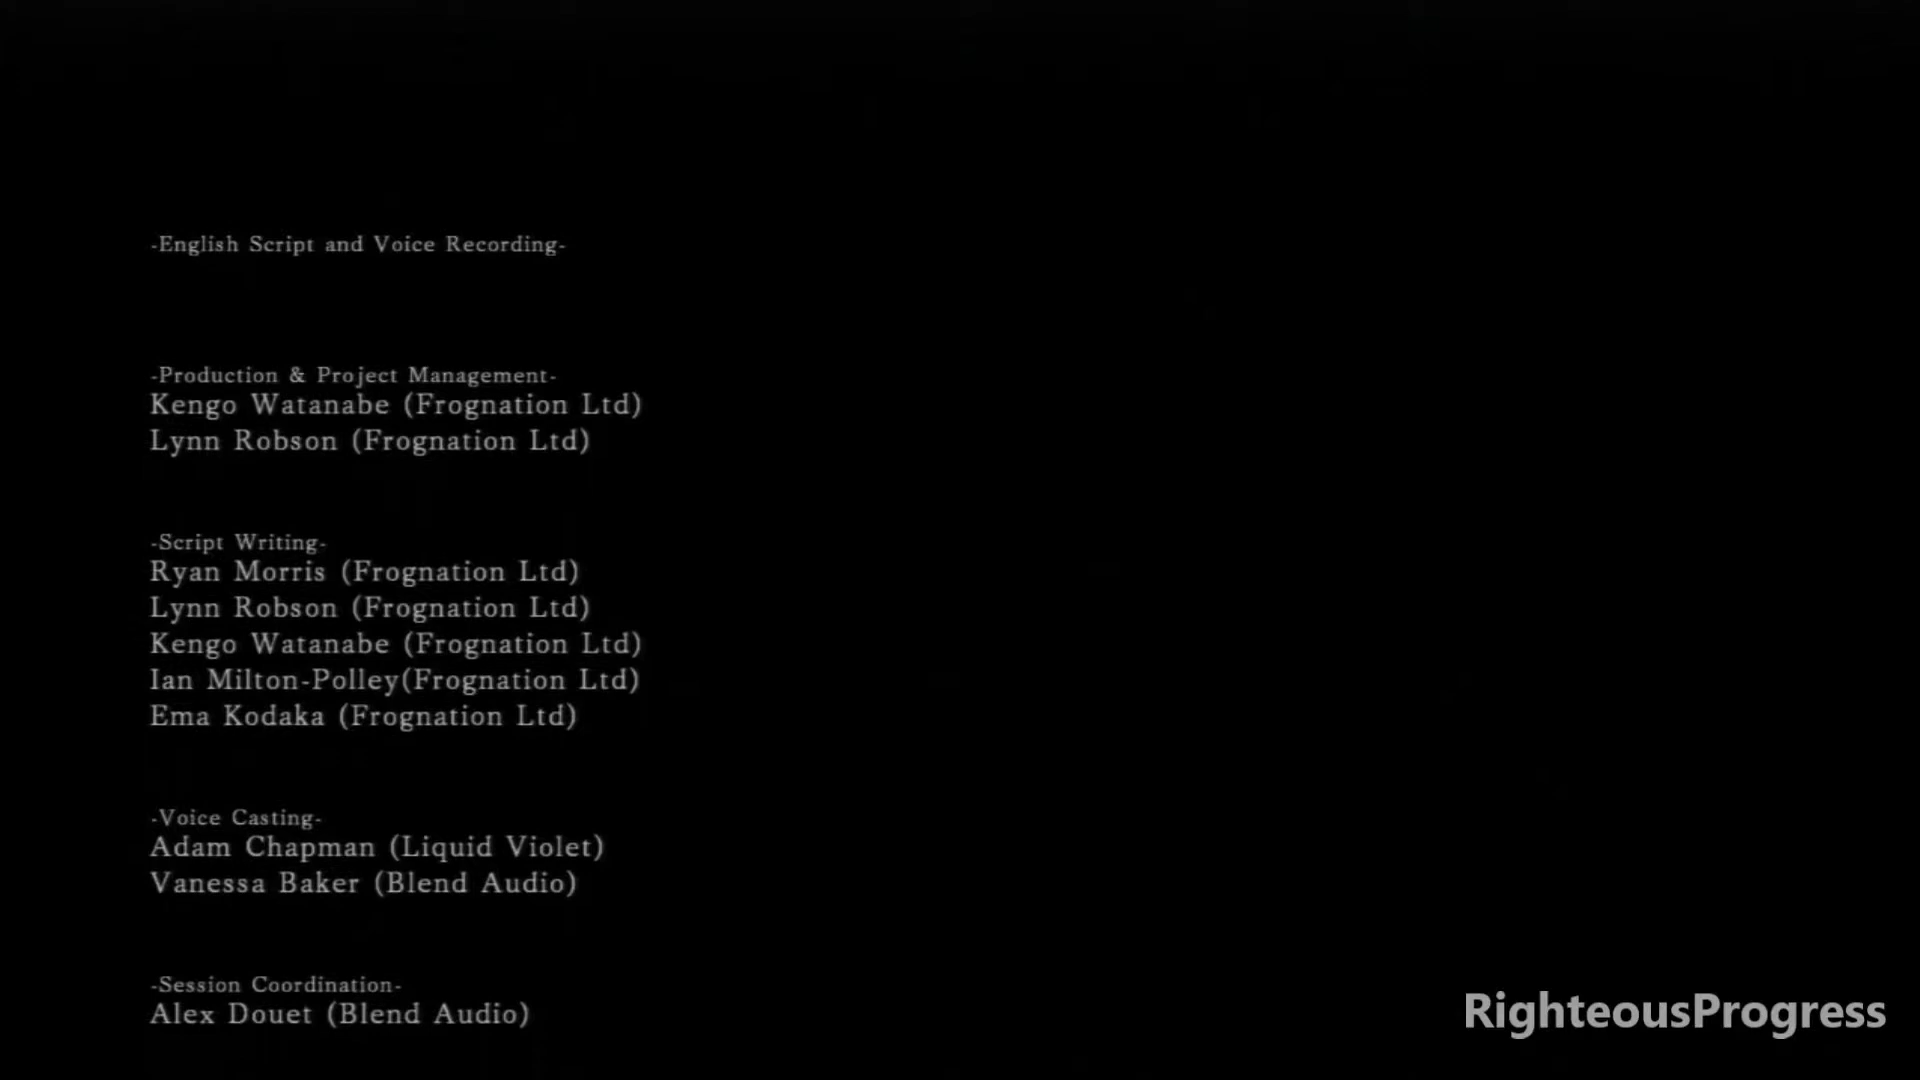 -English Script and Voice Recording-
-Production & Project Management-
Kengo Watanabe (Frognation Ltd)
Lynn Robson (Frognation Ltd)
-Script Writing-
Ryan Morris (Frognation Ltd)
Lynn Robson (Frognation Ltd)
Kengo Watanabe (Frognation Ltd)
Ian Milton-Polley(Frognation Ltd)
Ema Kodaka (Frognation Ltd)
-Voice Casting-
Adam Chapman (Liquid Violet)
Vanessa Baker (Blend Audio)
-Session Coordination-
Alex Douet (Blend Audio)
RighteousProgress